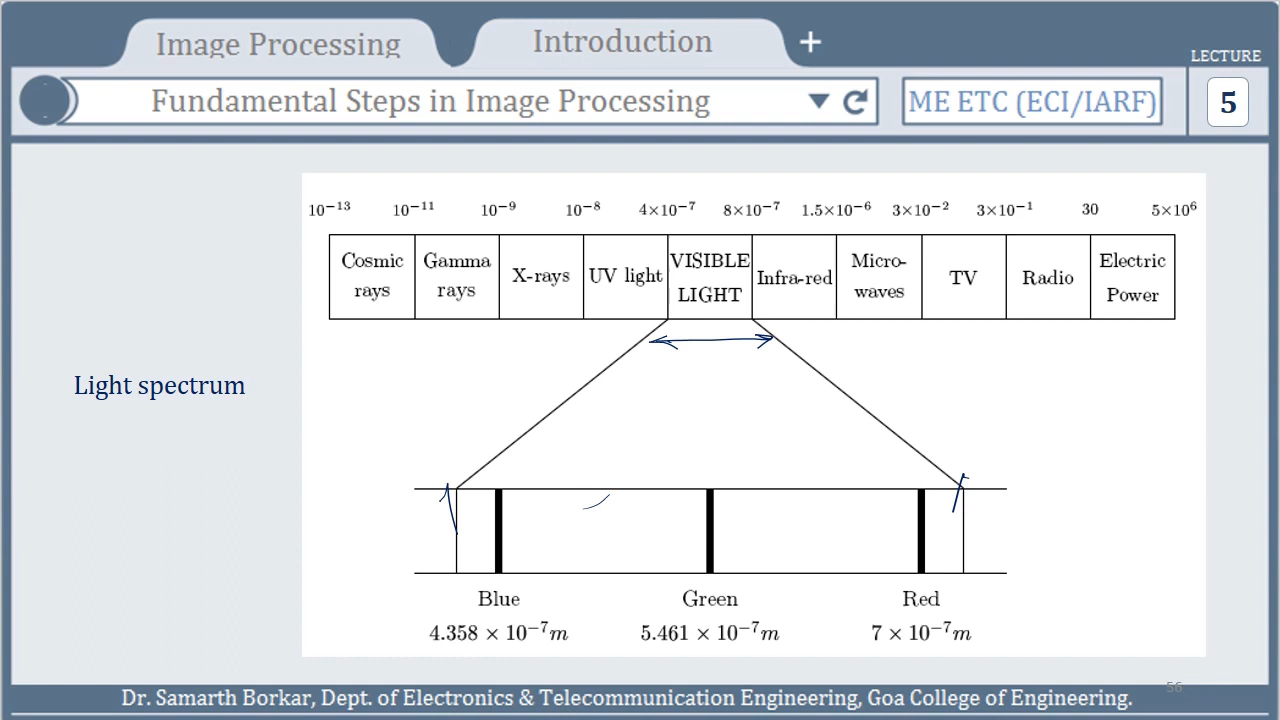 Image Processing
Introduction
+
LECTURE
Fundamental Steps in Image Processing
ME ETC (ECI/IARF)
5
10⁻¹³ 10⁻¹¹ 10⁻⁹ 10⁻⁸ 4×10⁻⁷ 8×10⁻⁷ 1.5×10⁻⁶ 3×10⁻² 3×10⁻¹ 30 5×10⁶
Cosmic rays
Gamma rays
X-rays
UV light
VISIBLE LIGHT
Infra-red
Micro-waves
TV
Radio
Electric Power
Light spectrum
Blue Green Red
4.358 × 10⁻⁷m 5.461 × 10⁻⁷m 7 × 10⁻⁷m
56
Dr. Samarth Borkar, Dept. of Electronics & Telecommunication Engineering, Goa College of Engineering.